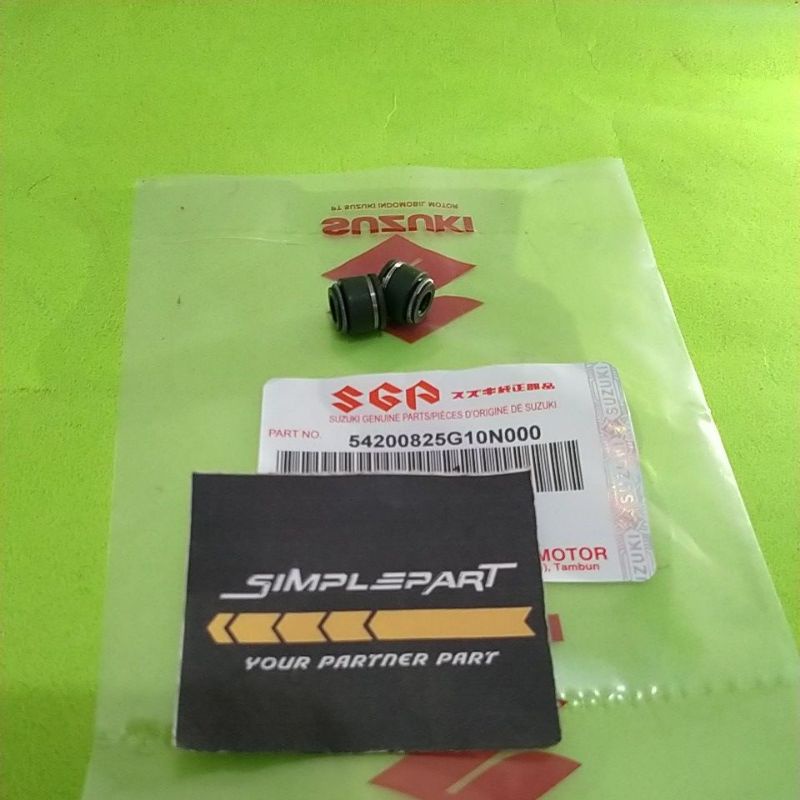 PT SUZUKI INDOMOBIL MOTOR
SUZUKI
SGP スズキ純正部品
SUZUKI GENUINE PARTS/PIÈCES D'ORIGINE DE SUZUKI
PART NO. 54200825G10N000
SUZUKI
SUZUKI
MOTOR
), Tambun
SIMPLEPART
YOUR PARTNER PART